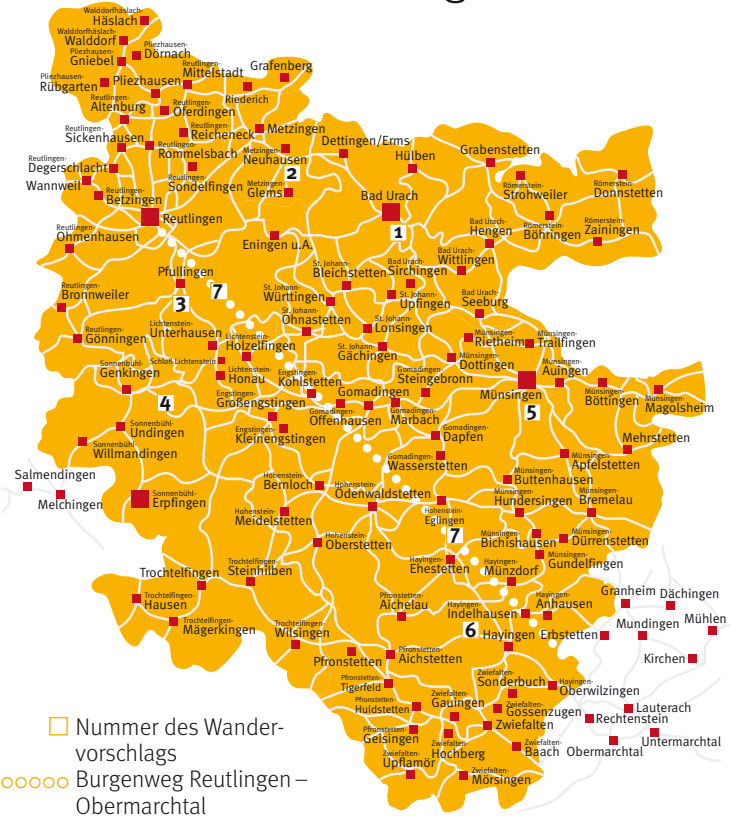 Walddorfhäslach-
Häslach
Walddorfhäslach-
Walddorf
Pliezhausen-
Gniebel
Pliezhausen-
Dörnach
Pliezhausen-
Rübgarten
Pliezhausen
Reutlingen-
Mittelstadt
Grafenberg
Riederich
Reutlingen-
Altenburg
Reutlingen-
Oferdingen
Reutlingen-
Sickenhausen
Reutlingen-
Reicheneck
Metzingen
Reutlingen-
Rommelsbach
Metzingen-
Neuhausen
Dettingen/Erms
Hülben
Grabenstetten
Reutlingen-
Degerschlacht
Wannweil
Reutlingen-
Betzingen
Reutlingen-
Sondelfingen
Metzingen-
Glems
2
Römerstein-
Strohweiler
Römerstein-
Donnstetten
Bad Urach
1
Reutlingen
Reutlingen-
Ohmenhausen
Eningen u.A.
Bad Urach-
Hengen
Römerstein-
Böhringen
Römerstein-
Zainingen
Bad Urach-
Wittlingen
Pfullingen
3
7
St. Johann-
Bleichstetten
Bad Urach-
Sirchingen
Reutlingen-
Bronnweiler
St. Johann-
Würtingen
St. Johann-
Upfingen
Bad Urach-
Seeburg
St. Johann-
Ohnastetten
St. Johann-
Lonsingen
Reutlingen-
Gönningen
Lichtenstein-
Unterhausen
Lichtenstein-
Holzelfingen
St. Johann-
Gächingen
Münsingen-
Rietheim
Münsingen-
Trailfingen
Schloß Lichtenstein
Lichtenstein-
Honau
Sonnenbühl-
Genkingen
Engstingen-
Kohlstetten
Gomadingen-
Steingebronn
Münsingen-
Dottingen
Münsingen-
Auingen
Münsingen
5
Münsingen-
Böttingen
Münsingen-
Magolsheim
4
Engstingen-
Großengstingen
Gomadingen
Gomadingen-
Offenhausen
Gomadingen-
Marbach
Sonnenbühl-
Undingen
Engstingen-
Kleinengstingen
Gomadingen-
Dapfen
Mehrstetten
Sonnenbühl-
Willmandingen
Gomadingen-
Wasserstetten
Münsingen-
Apfelstetten
Salmendingen
Melchingen
Sonnenbühl-
Erpfingen
Hohenstein-
Bernloch
Hohenstein-
Ödenwaldstetten
Münsingen-
Buttenhausen
Münsingen-
Hundersingen
Münsingen-
Bremelau
Hohenstein-
Meidelstetten
Hohenstein-
Eglingen
7
Hohenstein-
Oberstetten
Münsingen-
Bichishausen
Münsingen-
Dürrenstetten
Münsingen-
Gundelfingen
Trochtelfingen
Trochtelfingen-
Steinhilben
Hayingen-
Ehestetten
Hayingen-
Münzdorf
Trochtelfingen-
Hausen
Pfronstetten-
Aichelau
Hayingen-
Indelhausen
Hayingen-
Anhausen
Granheim
Dächingen
Trochtelfingen-
Mägerkingen
Trochtelfingen-
Wilsingen
6
Hayingen
Erbstetten
Mundingen
Mühlen
Pfronstetten
Pfronstetten-
Aichstetten
Kirchen
Pfronstetten-
Tigerfeld
Zwiefalten-
Sonderbuch
Hayingen-
Oberwilzingen
Pfronstetten-
Huldstetten
Zwiefalten-
Gauingen
Zwiefalten-
Gossenzugen
Lauterach
Rechtenstein
Pfronstetten-
Geisingen
Zwiefalten
Zwiefalten-
Hochberg
Zwiefalten-
Baach
Obermarchtal
Untermarchtal
Zwiefalten-
Upflamör
Zwiefalten-
Mörsingen
Nummer des Wander-
vorschlags
Burgenweg Reutlingen –
Obermarchtal